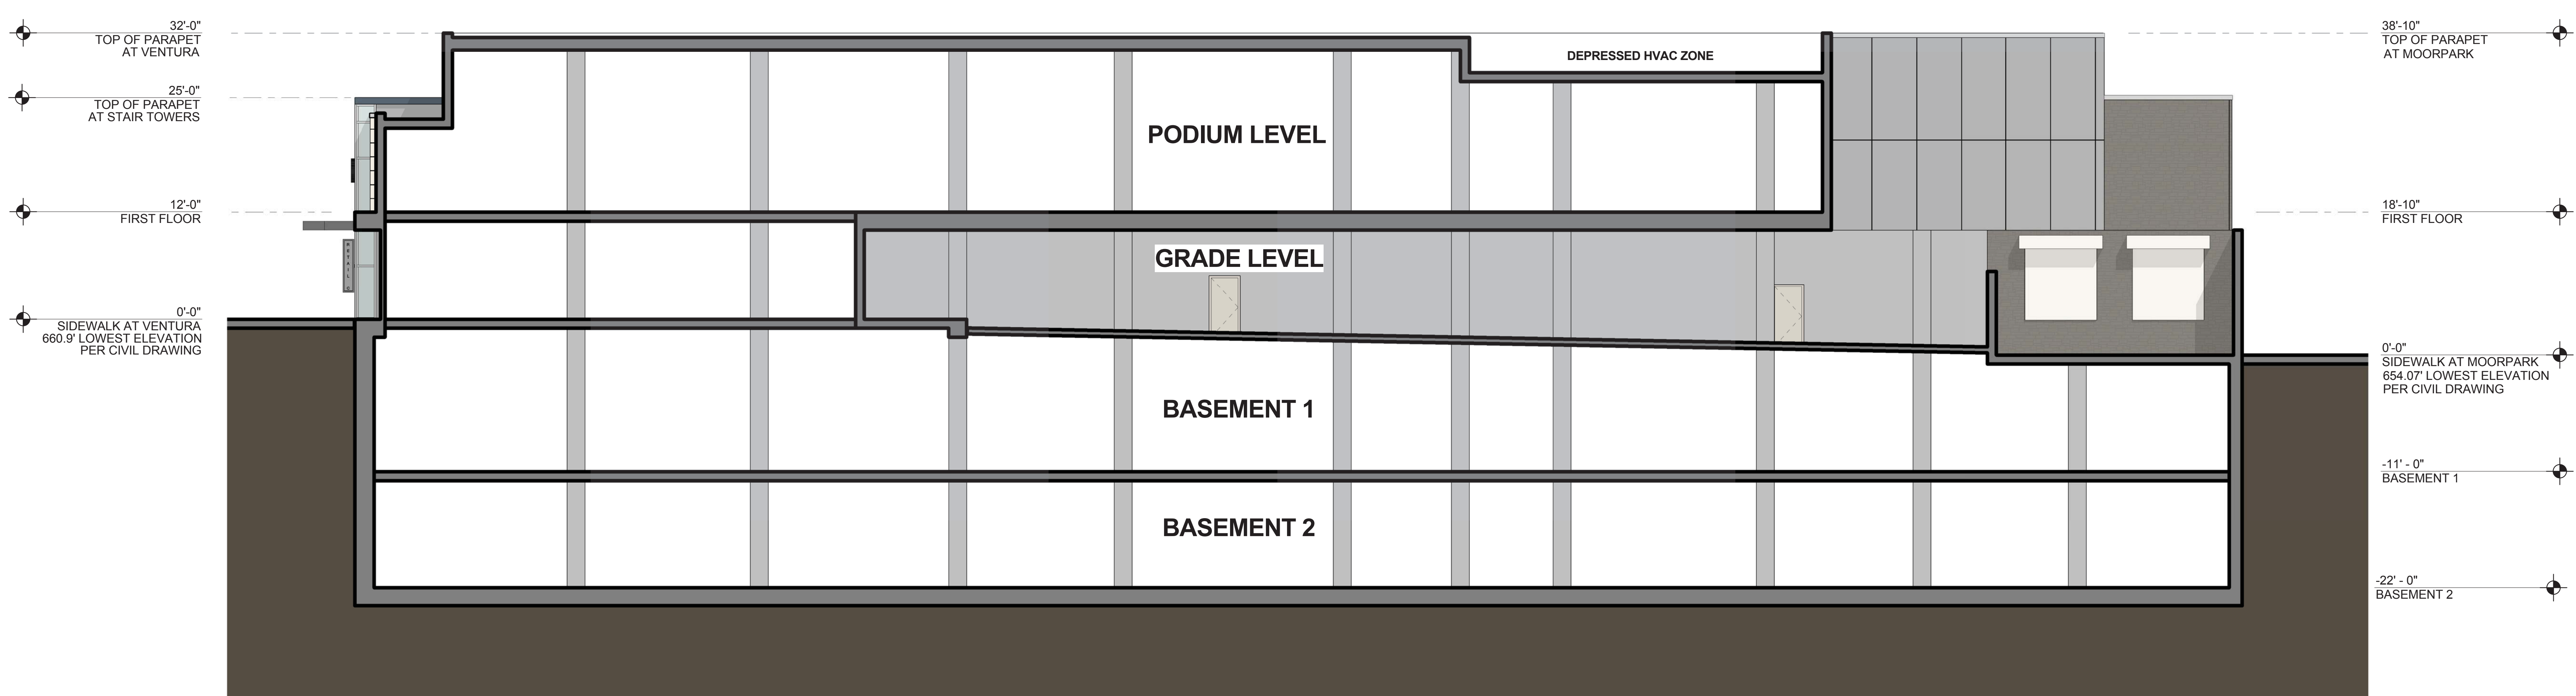 32'-0"
TOP OF PARAPET
AT VENTURA
25'-0"
TOP OF PARAPET
AT STAIR TOWERS
12'-0"
FIRST FLOOR
0'-0"
SIDEWALK AT VENTURA
660.9' LOWEST ELEVATION
PER CIVIL DRAWING
RETAIL
DEPRESSED HVAC ZONE
PODIUM LEVEL
GRADE LEVEL
BASEMENT 1
BASEMENT 2
38'-10"
TOP OF PARAPET
AT MOORPARK
18'-10"
FIRST FLOOR
0'-0"
SIDEWALK AT MOORPARK
654.07' LOWEST ELEVATION
PER CIVIL DRAWING
-11' - 0"
BASEMENT 1
-22' - 0"
BASEMENT 2